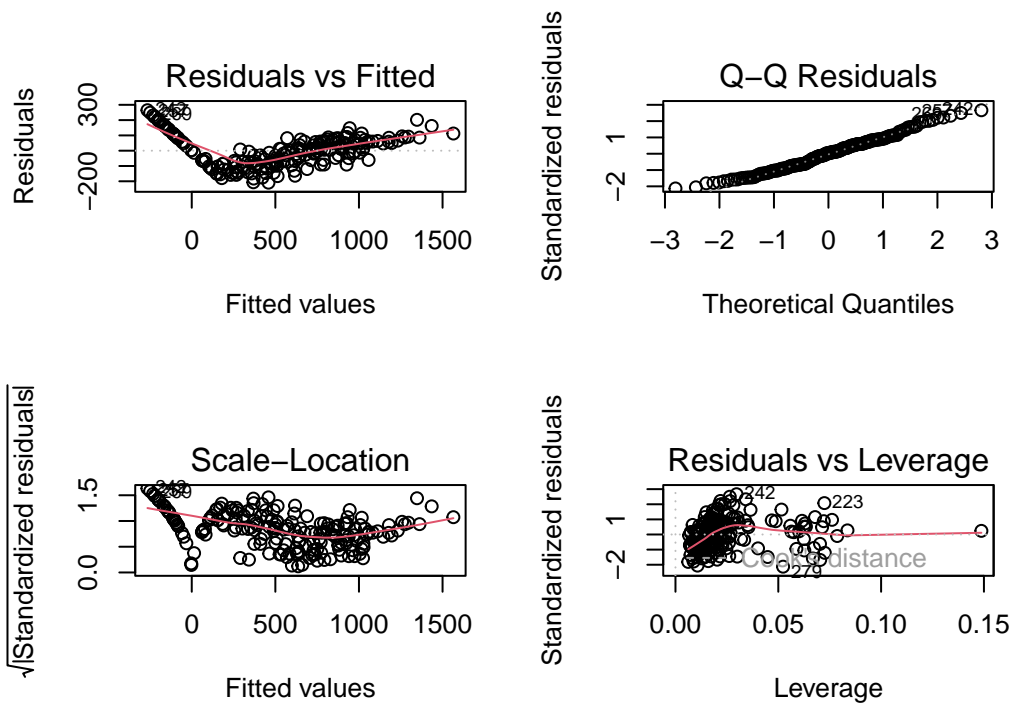 Residuals vs Fitted
Residuals
300
−200
0 500 1000 1500
Fitted values
Q−Q Residuals
Standardized residuals
1
−2
242
−3 −2 −1 0 1 2 3
Theoretical Quantiles
Scale−Location
√|Standardized residuals|
1.5
0.0
0 500 1000 1500
Fitted values
Residuals vs Leverage
Standardized residuals
1
−2
242
223
279
Cook's distance
0.00 0.05 0.10 0.15
Leverage